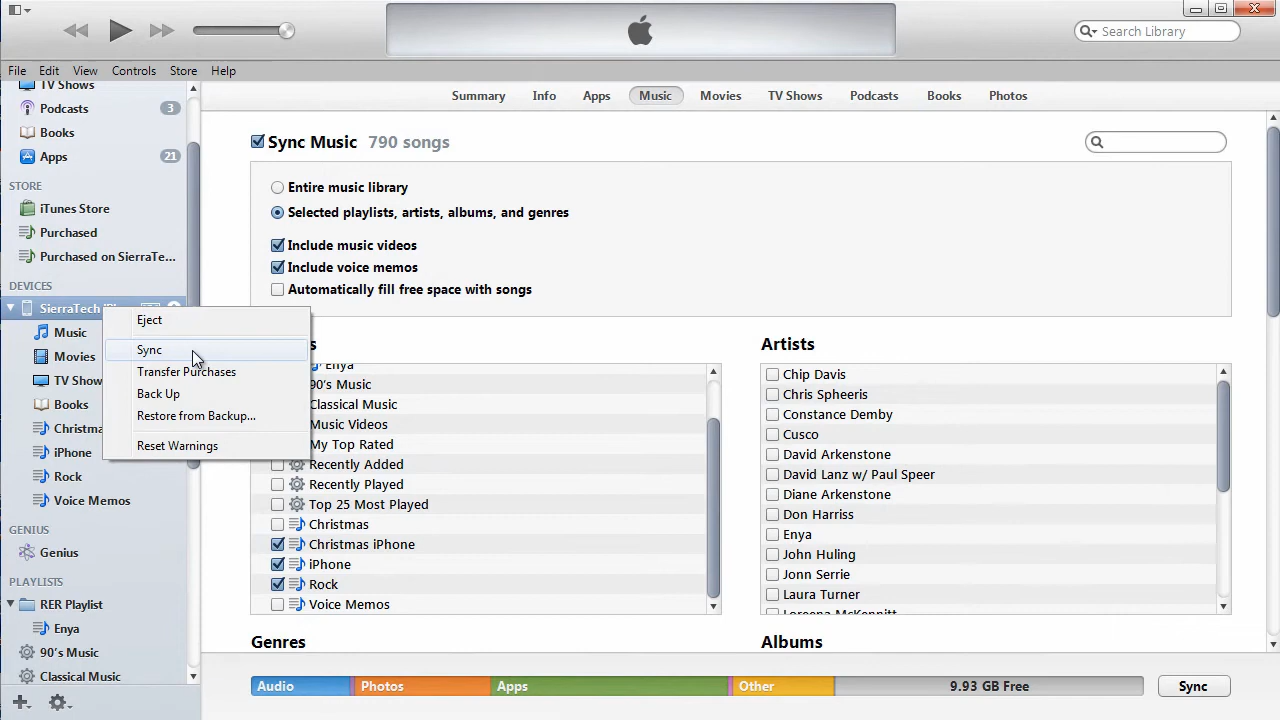 Search Library
File Edit View Controls Store Help
TV Shows
Podcasts 3
Books
Apps 21
STORE
iTunes Store
Purchased
Purchased on SierraTe...
DEVICES
SierraTech
Music
Movies
TV Show
Books
Christma
iPhone
Rock
Voice Memos
GENIUS
Genius
PLAYLISTS
RER Playlist
Enya
90's Music
Classical Music
Eject
Sync
Transfer Purchases
Back Up
Restore from Backup...
Reset Warnings
Summary Info Apps Music Movies TV Shows Podcasts Books Photos
Sync Music 790 songs
Entire music library
Selected playlists, artists, albums, and genres
Include music videos
Include voice memos
Automatically fill free space with songs
Enya
90's Music
Classical Music
Music Videos
My Top Rated
Recently Added
Recently Played
Top 25 Most Played
Christmas
Christmas iPhone
iPhone
Rock
Voice Memos
Artists
Chip Davis
Chris Spheeris
Constance Demby
Cusco
David Arkenstone
David Lanz w/ Paul Speer
Diane Arkenstone
Don Harriss
Enya
John Huling
Jonn Serrie
Laura Turner
Loreena McKennitt
Genres
Albums
Audio Photos Apps Other 9.93 GB Free
Sync